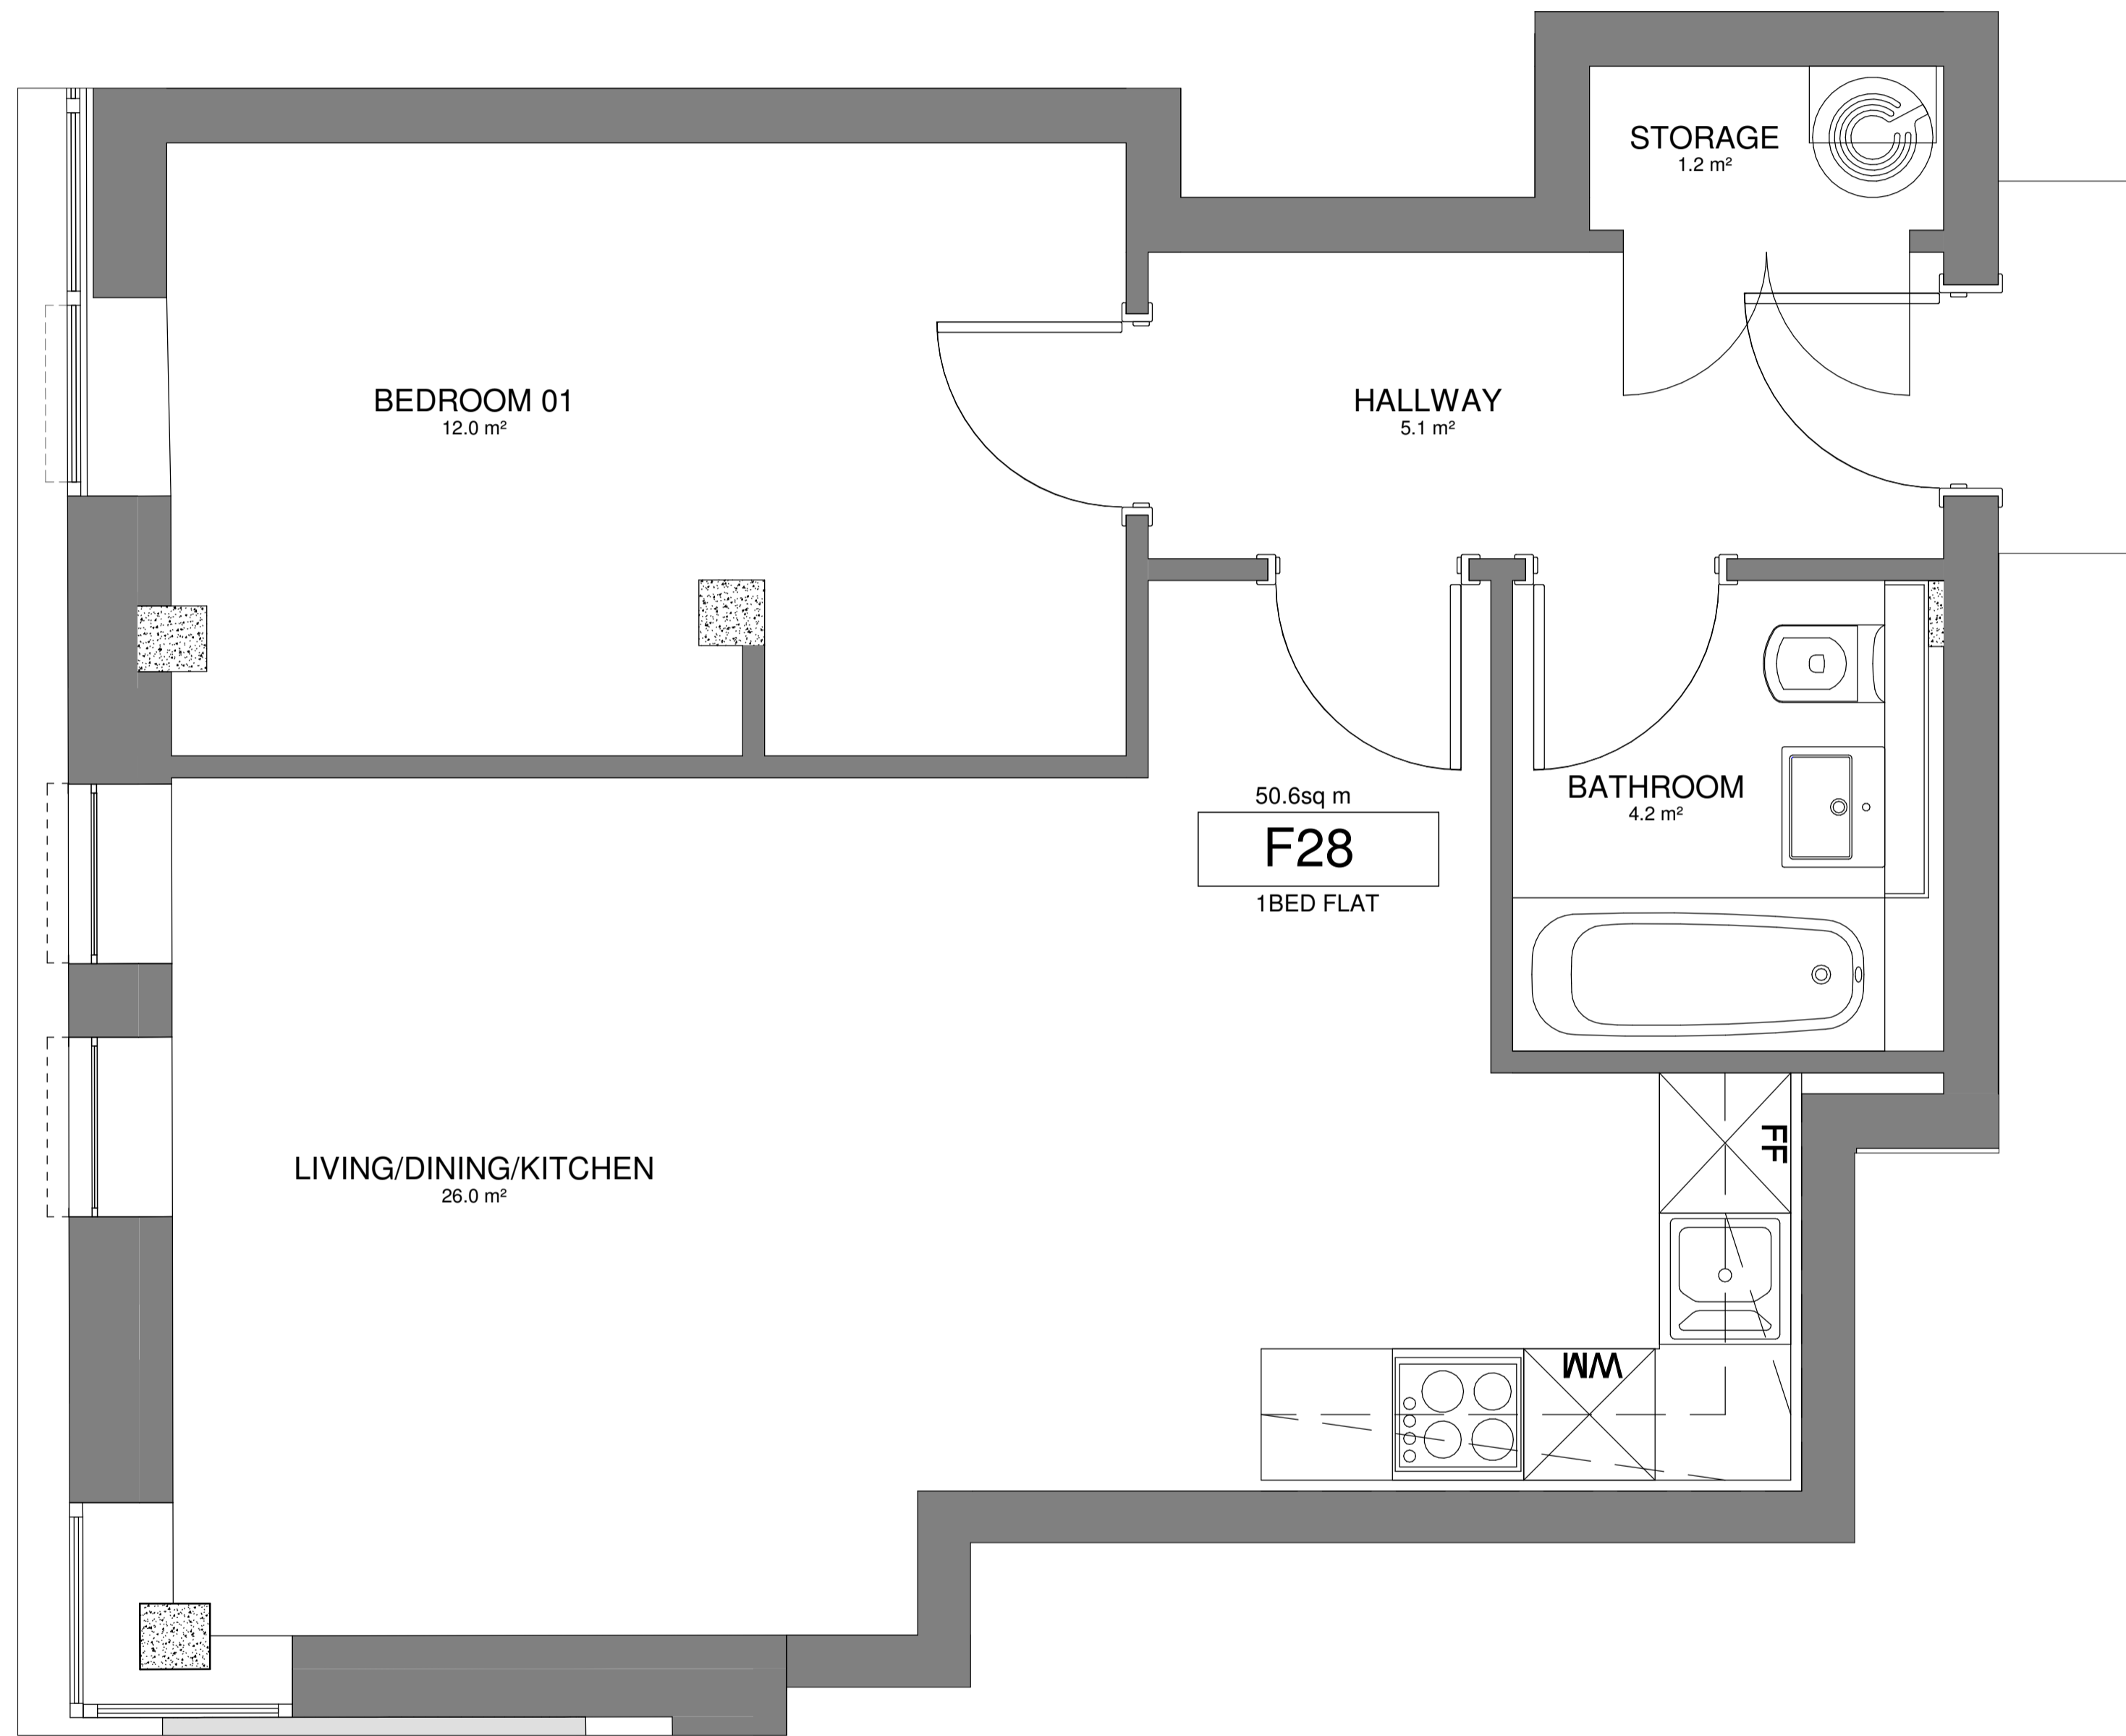 STORAGE
1.2 m²
BEDROOM 01
12.0 m²
HALLWAY
5.1 m²
50.6sq m
F28
1BED FLAT
BATHROOM
4.2 m²
LIVING/DINING/KITCHEN
26.0 m²
FF
WM